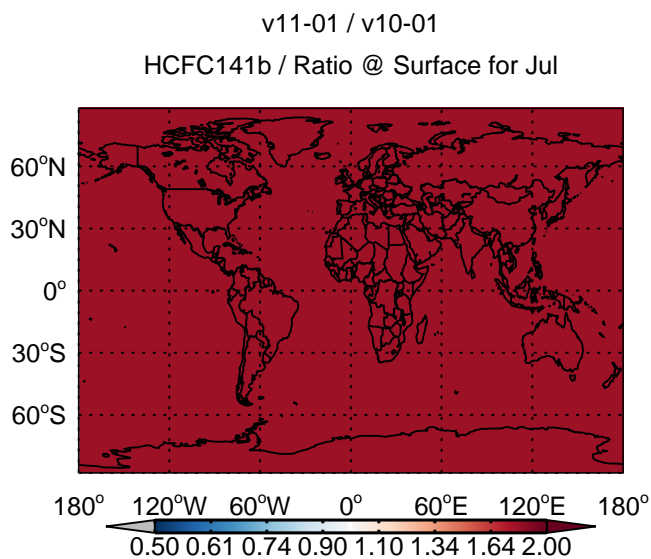 v11-01 / v10-01
HCFC141b / Ratio @ Surface for Jul
60°N
30°N
0°
30°S
60°S
180° 120°W 60°W 0° 60°E 120°E 180°
0.50 0.61 0.74 0.90 1.10 1.34 1.64 2.00